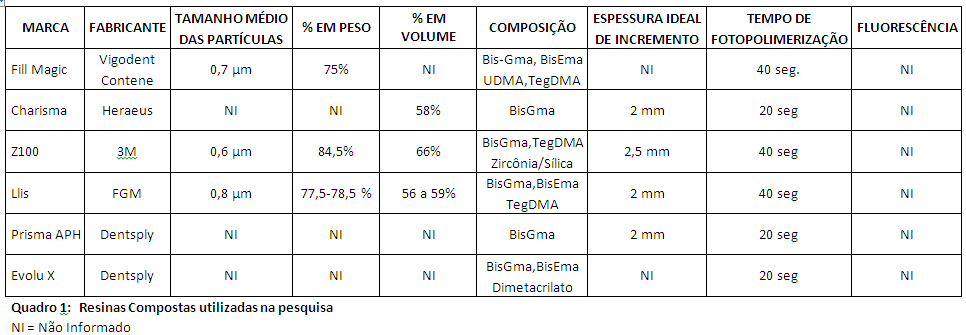 MARCA FABRICANTE TAMANHO MÉDIO DAS PARTÍCULAS % EM PESO % EM VOLUME COMPOSIÇÃO ESPESSURA IDEAL DE INCREMENTO TEMPO DE FOTOPOLIMERIZAÇÃO FLUORESCÊNCIA
Fill Magic Vigodent Contene 0,7 µm 75% NI Bis-Gma, BisEma UDMA,TegDMA NI 40 seg. NI
Charisma Heraeus NI NI 58% BisGma 2 mm 20 seg NI
Z100 3M 0,6 µm 84,5% 66% BisGma,TegDMA Zircônia/Sílica 2,5 mm 40 seg NI
Llis FGM 0,8 µm 77,5-78,5 % 56 a 59% BisGma,BisEma TegDMA 2 mm 40 seg NI
Prisma APH Dentsply NI NI NI BisGma 2 mm 20 seg NI
Evolu X Dentsply NI NI NI BisGma,BisEma Dimetacrilato NI 20 seg NI
Quadro 1: Resinas Compostas utilizadas na pesquisa
NI = Não Informado